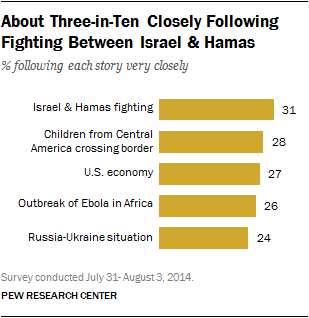 About Three-in-Ten Closely Following
Fighting Between Israel & Hamas
% following each story very closely
Israel & Hamas fighting 31
Children from Central
America crossing border 28
U.S. economy 27
Outbreak of Ebola in Africa 26
Russia-Ukraine situation 24
Survey conducted July 31- August 3, 2014.
PEW RESEARCH CENTER